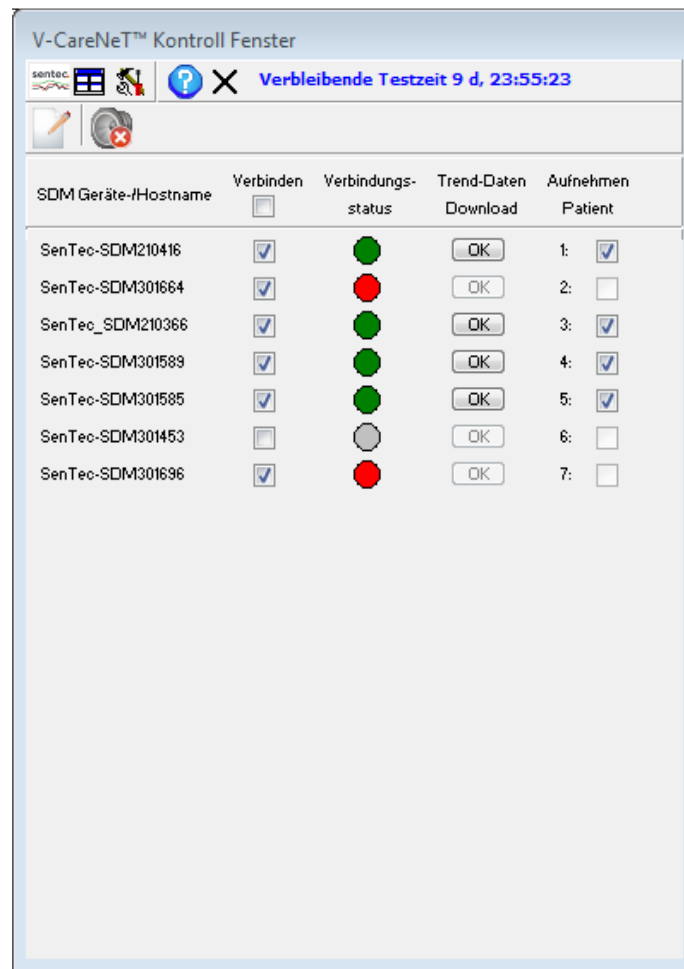 V-CareNeT™ Kontroll Fenster
sentec
Verbleibende Testzeit 9 d, 23:55:23
SDM Geräte-/Hostname Verbinden Verbindungs-status Trend-Daten Download Aufnehmen Patient
SenTec-SDM210416 OK 1:
SenTec-SDM301664 OK 2:
SenTec_SDM210366 OK 3:
SenTec-SDM301589 OK 4:
SenTec-SDM301585 OK 5:
SenTec-SDM301453 OK 6:
SenTec-SDM301696 OK 7: